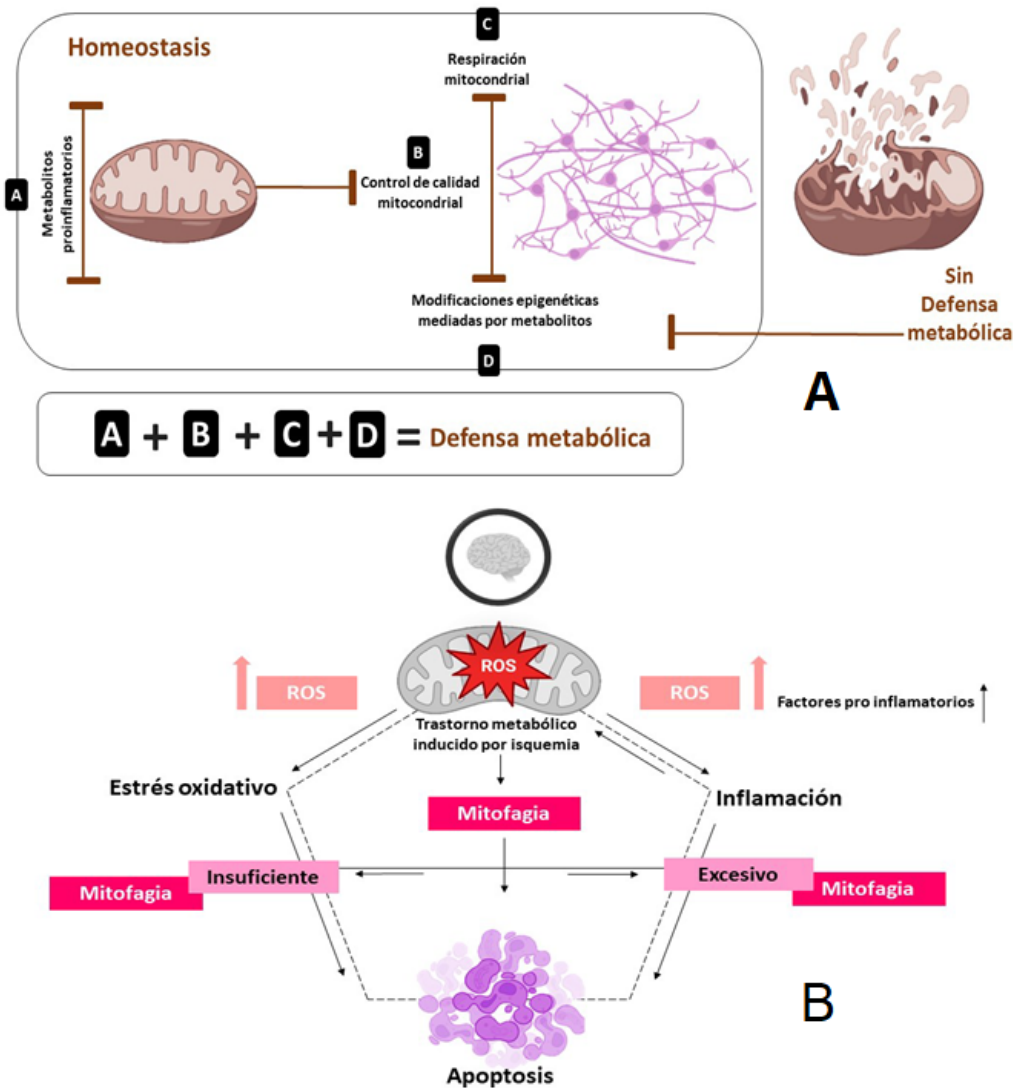 C
Homeostasis
Respiración
mitocondrial
A
Metabolitos
proinflamatorios
B
Control de calidad
mitocondrial
Modificaciones epigenéticas
mediadas por metabolitos
D
Sin
Defensa
metabólica
A
A + B + C + D = Defensa metabólica
ROS
ROS
ROS
Factores pro inflamatorios
Trastorno metabólico
inducido por isquemia
Estrés oxidativo
Mitofagia
Inflamación
Insuficiente
Mitofagia
Excesivo
Mitofagia
B
Apoptosis